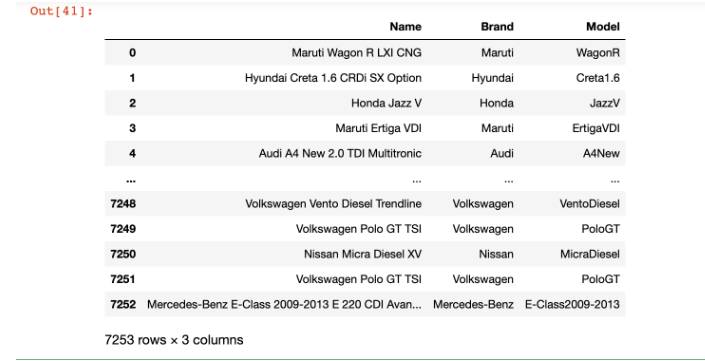 Out[41]:
Name Brand Model
0 Maruti Wagon R LXI CNG Maruti WagonR
1 Hyundai Creta 1.6 CRDi SX Option Hyundai Creta1.6
2 Honda Jazz V Honda JazzV
3 Maruti Ertiga VDI Maruti ErtigaVDI
4 Audi A4 New 2.0 TDI Multitronic Audi A4New
... ... ... ...
7248 Volkswagen Vento Diesel Trendline Volkswagen VentoDiesel
7249 Volkswagen Polo GT TSI Volkswagen PoloGT
7250 Nissan Micra Diesel XV Nissan MicraDiesel
7251 Volkswagen Polo GT TSI Volkswagen PoloGT
7252 Mercedes-Benz E-Class 2009-2013 E 220 CDI Avan... Mercedes-Benz E-Class2009-2013
7253 rows × 3 columns